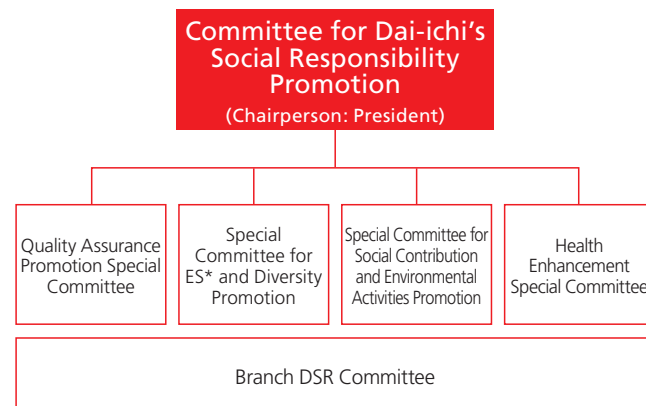 Committee for Dai-ichi's
Social Responsibility
Promotion
(Chairperson: President)
Quality Assurance
Promotion Special
Committee
Special
Committee for
ES* and Diversity
Promotion
Special Committee for
Social Contribution
and Environmental
Activities Promotion
Health
Enhancement
Special Committee
Branch DSR Committee